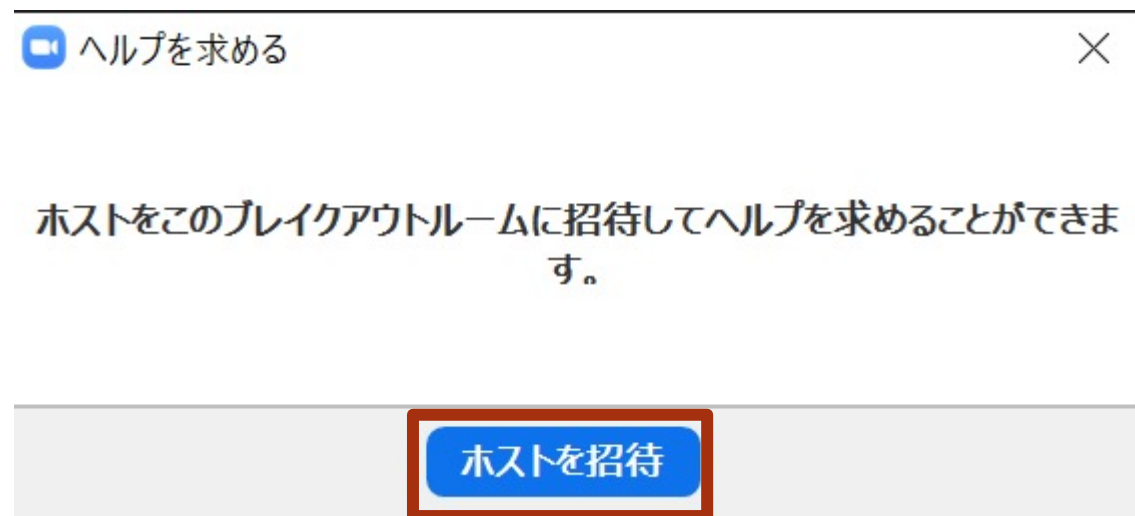 ヘルプを求める
ホストをこのブレイクアウトルームに招待してヘルプを求めることができま
す。
ホストを招待